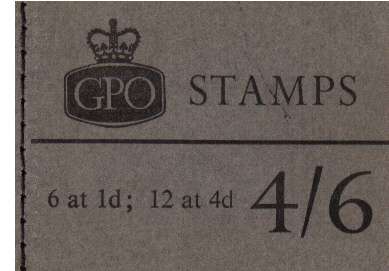 GPO STAMPS
6 at 1d; 12 at 4d 4/6